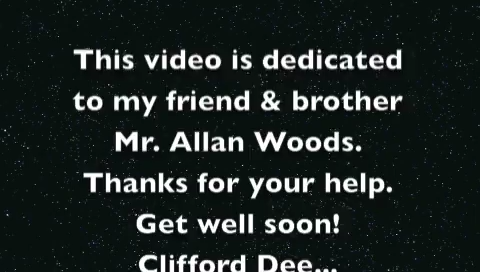 This video is dedicated
to my friend & brother
Mr. Allan Woods.
Thanks for your help.
Get well soon!
Clifford Dee...